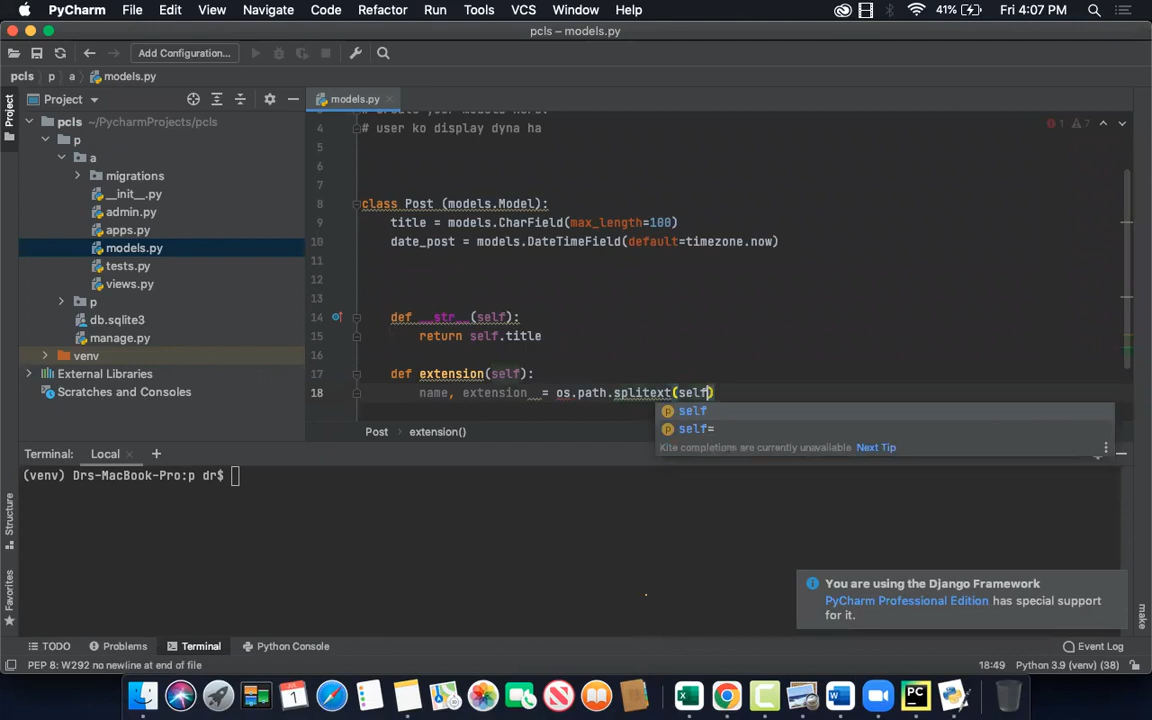 PyCharm File Edit View Navigate Code Refactor Run Tools VCS Window Help 41% Fri 4:07 PM
pcls – models.py
Add Configuration...
pcls p a models.py
Project
Project
models.py
pcls ~/PycharmProjects/pcls
p
a
migrations
__init__.py
admin.py
apps.py
models.py
tests.py
views.py
p
db.sqlite3
manage.py
venv
External Libraries
Scratches and Consoles
1 7
4 # user ko display dyna ha
5
6
7
8 class Post (models.Model):
9 title = models.CharField(max_length=100)
10 date_post = models.DateTimeField(default=timezone.now)
11
12
13
14 def __str__(self):
15 return self.title
16
17 def extension(self):
18 name, extension = os.path.splitext(self)
self
self=
Kite completions are currently unavailable Next Tip
Post extension()
Terminal: Local
(venv) Drs-MacBook-Pro:p dr$
Structure
Favorites
make
You are using the Django Framework
PyCharm Professional Edition has special support
for it.
TODO Problems Terminal Python Console Event Log
PEP 8: W292 no newline at end of file 18:49 Python 3.9 (venv) (38)